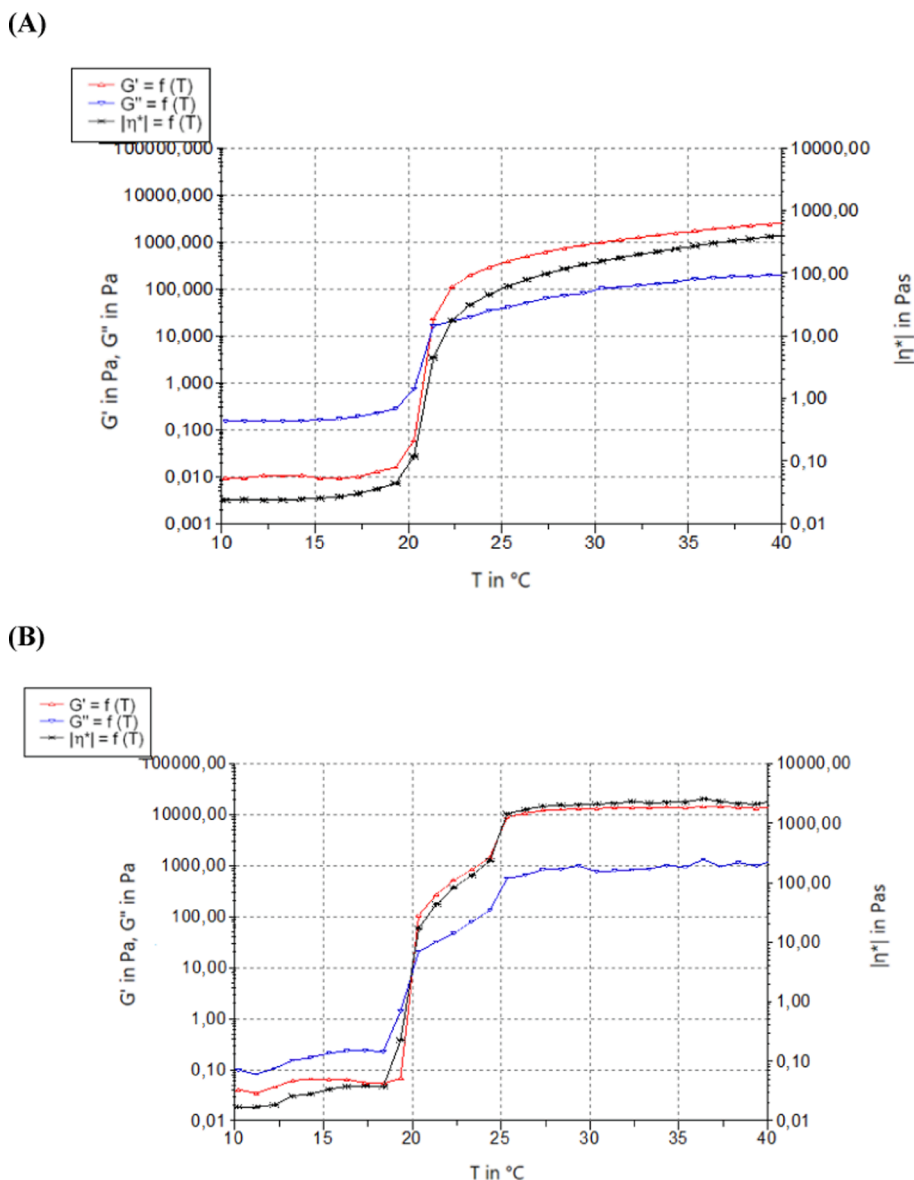 (A)
G' = f (T)
G'' = f (T)
|η*| = f (T)
100000,000
10000,000
1000,000
100,000
10,000
1,000
0,100
0,010
0,001
G' in Pa, G'' in Pa
10000,00
1000,00
100,00
10,00
1,00
0,10
0,01
|η*| in Pas
10 15 20 25 30 35 40
T in °C
(B)
G' = f (T)
G'' = f (T)
|η*| = f (T)
100000,00
10000,00
1000,00
100,00
10,00
1,00
0,10
0,01
G' in Pa, G'' in Pa
10000,00
1000,00
100,00
10,00
1,00
0,10
0,01
|η*| in Pas
10 15 20 25 30 35 40
T in °C